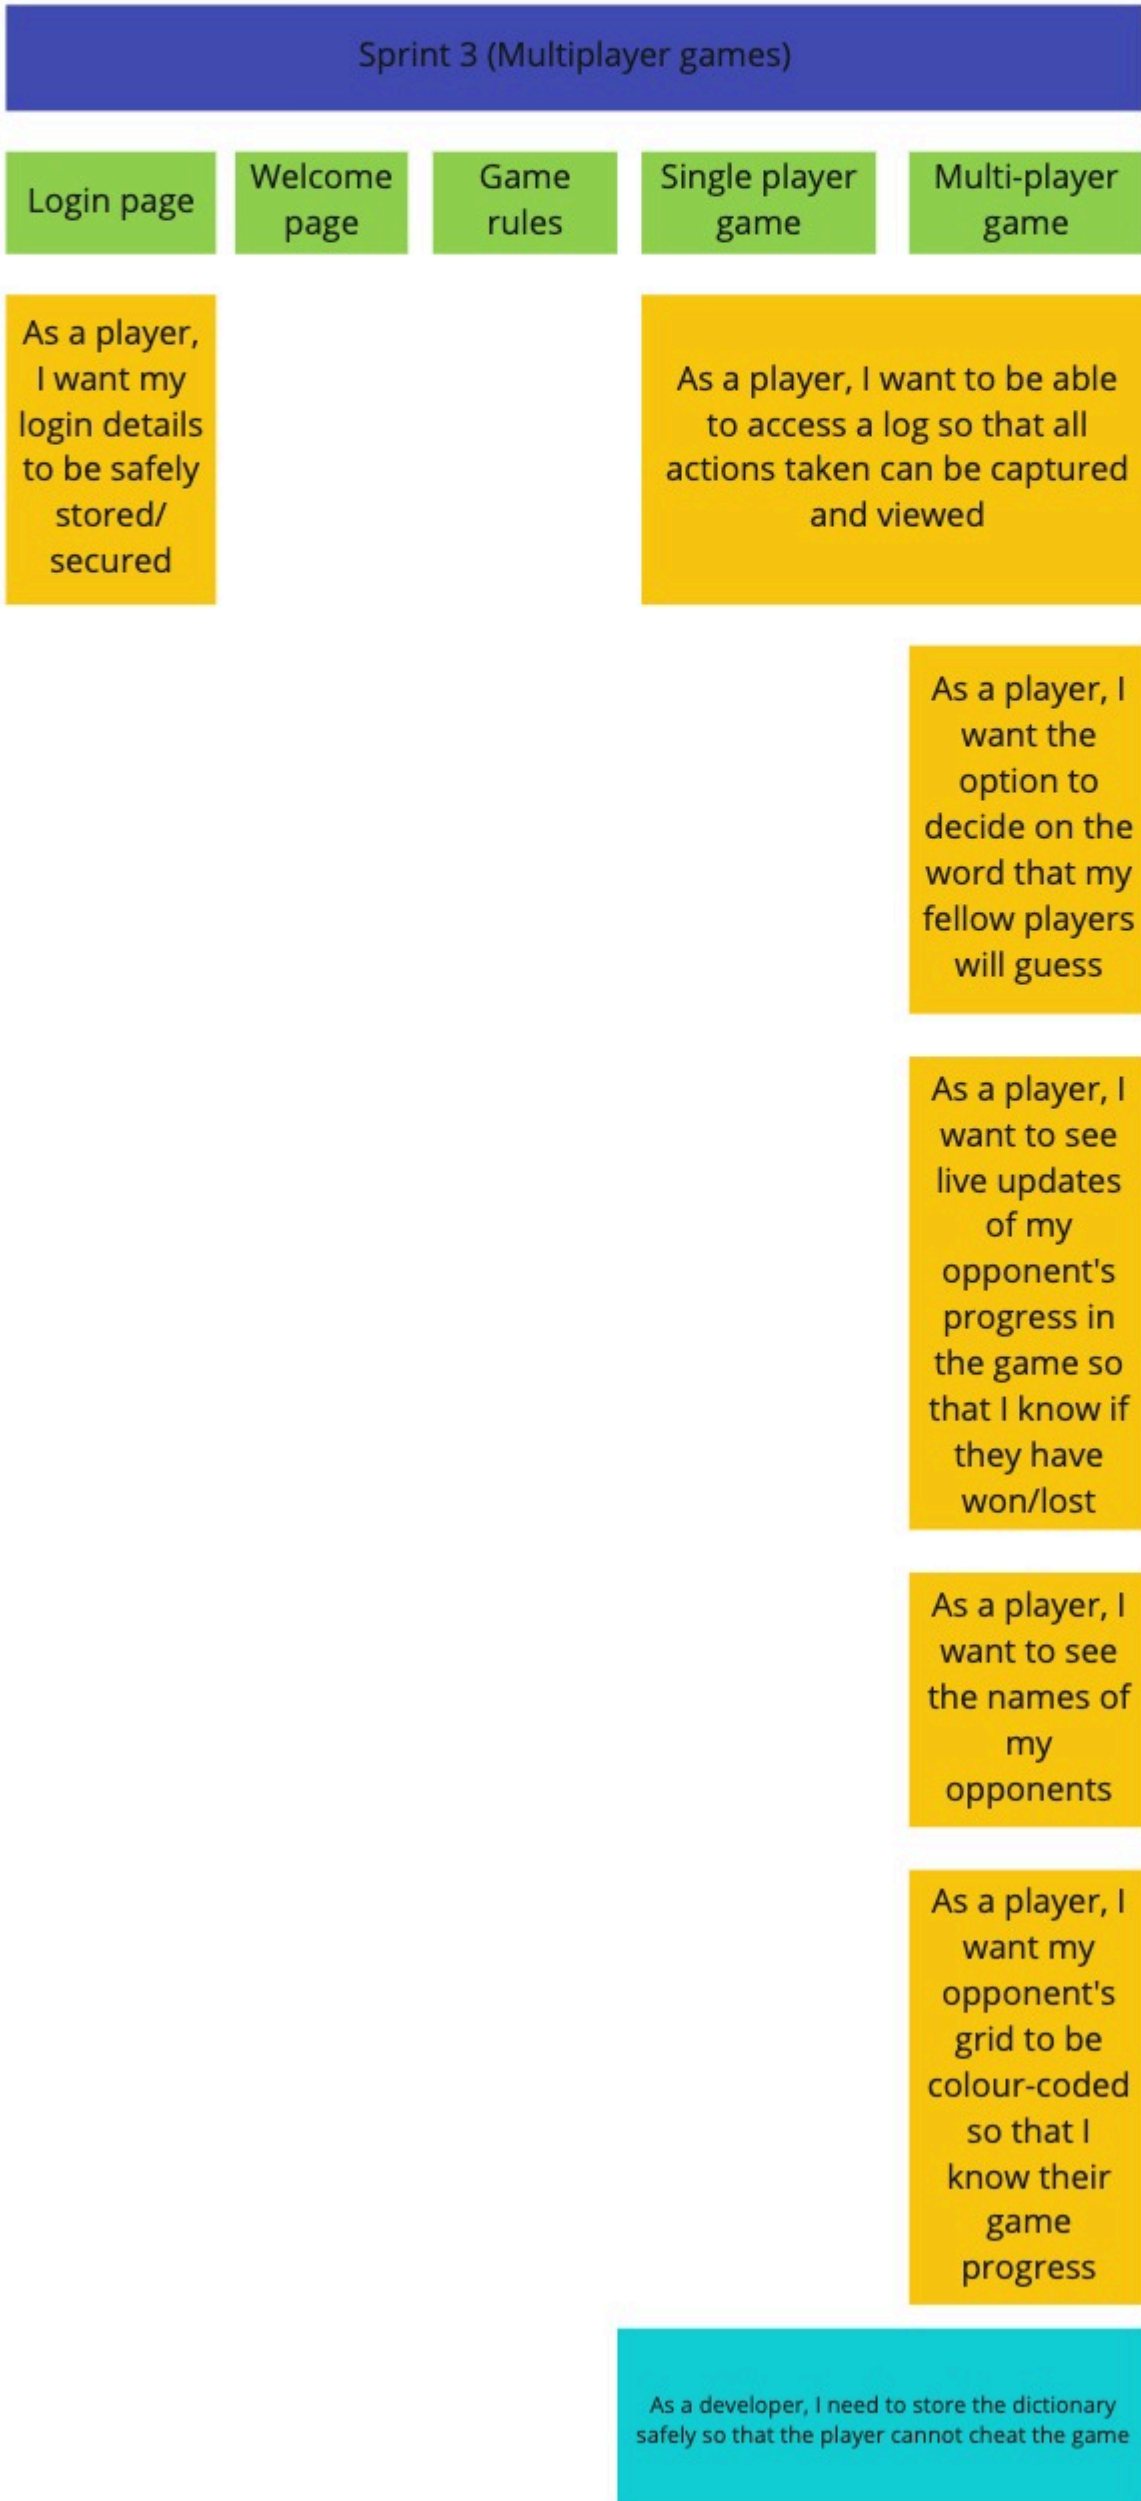 Sprint 3 (Multiplayer games)
Login page
Welcome
page
Game
rules
Single player
game
Multi-player
game
As a player,
I want my
login details
to be safely
stored/
secured
As a player, I want to be able
to access a log so that all
actions taken can be captured
and viewed
As a player, I
want the
option to
decide on the
word that my
fellow players
will guess
As a player, I
want to see
live updates
of my
opponent's
progress in
the game so
that I know if
they have
won/lost
As a player, I
want to see
the names of
my
opponents
As a player, I
want my
opponent's
grid to be
colour-coded
so that I
know their
game
progress
As a developer, I need to store the dictionary
safely so that the player cannot cheat the game